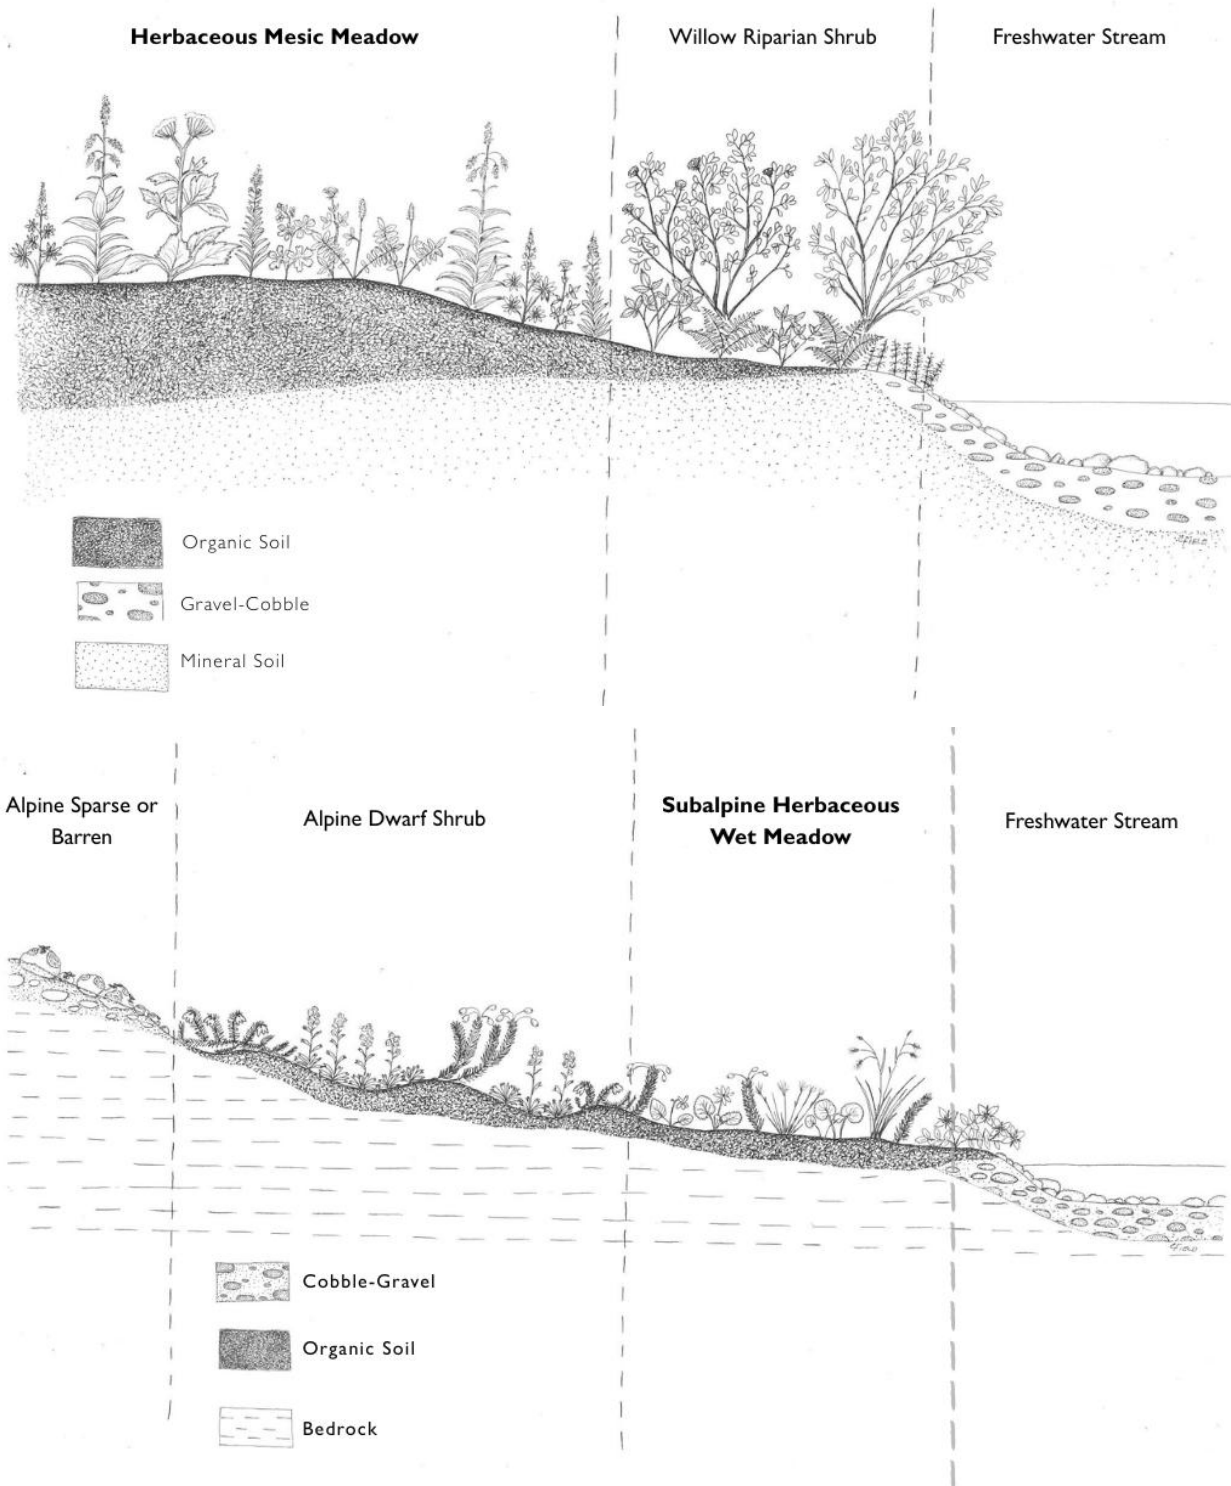 Herbaceous Mesic Meadow
Willow Riparian Shrub
Freshwater Stream
Organic Soil
Gravel-Cobble
Mineral Soil
Alpine Sparse or
Barren
Alpine Dwarf Shrub
Subalpine Herbaceous
Wet Meadow
Freshwater Stream
Cobble-Gravel
Organic Soil
Bedrock